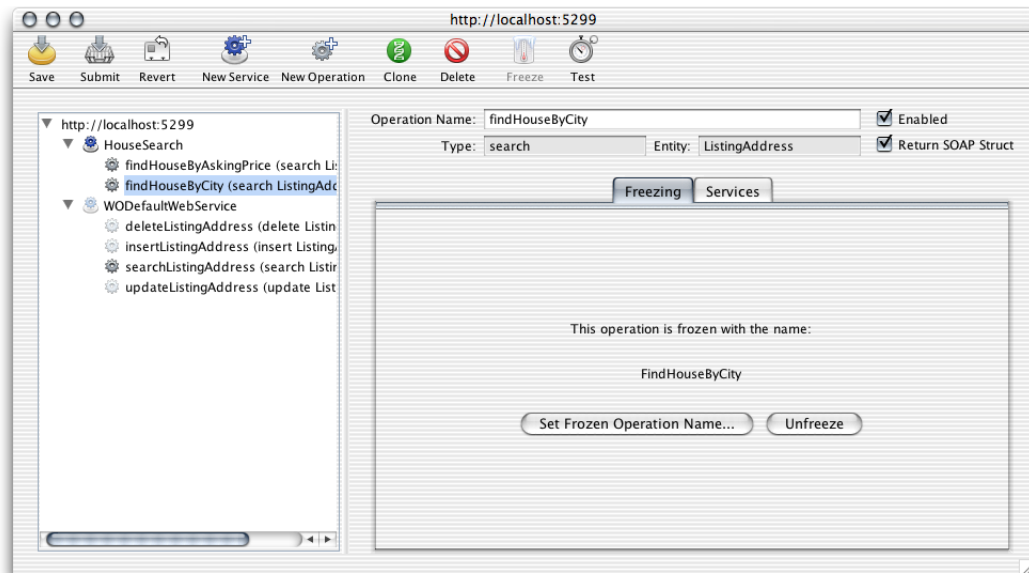 http://localhost:5299
Save Submit Revert New Service New Operation Clone Delete Freeze Test
http://localhost:5299
HouseSearch
findHouseByAskingPrice (search Li
findHouseByCity (search ListingAdd
WODefaultWebService
deleteListingAddress (delete Listin
insertListingAddress (insert Listing
searchListingAddress (search Listin
updateListingAddress (update List
Operation Name: findHouseByCity Enabled
Type: search Entity: ListingAddress Return SOAP Struct
Freezing Services
This operation is frozen with the name:
FindHouseByCity
Set Frozen Operation Name... Unfreeze